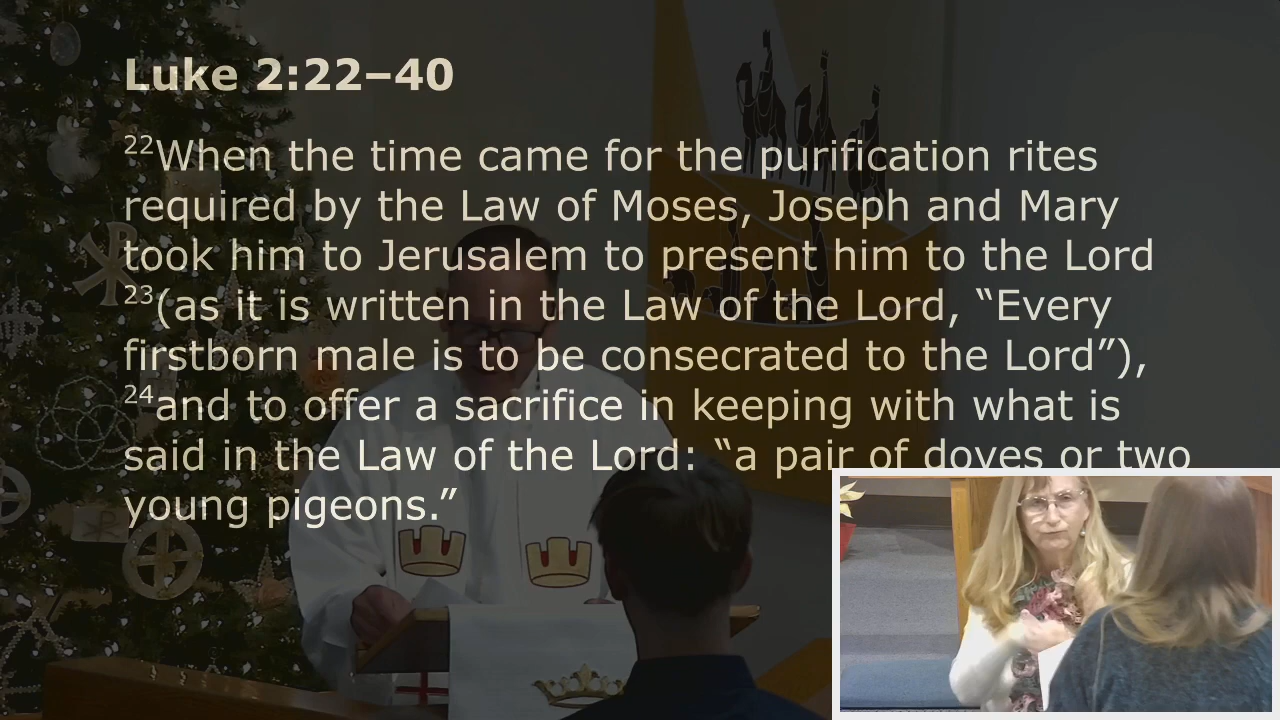 Luke 2:22–40
²²When the time came for the purification rites
required by the Law of Moses, Joseph and Mary
took him to Jerusalem to present him to the Lord
²³(as it is written in the Law of the Lord, “Every
firstborn male is to be consecrated to the Lord”),
²⁴and to offer a sacrifice in keeping with what is
said in the Law of the Lord: “a pair of doves or two
young pigeons.”